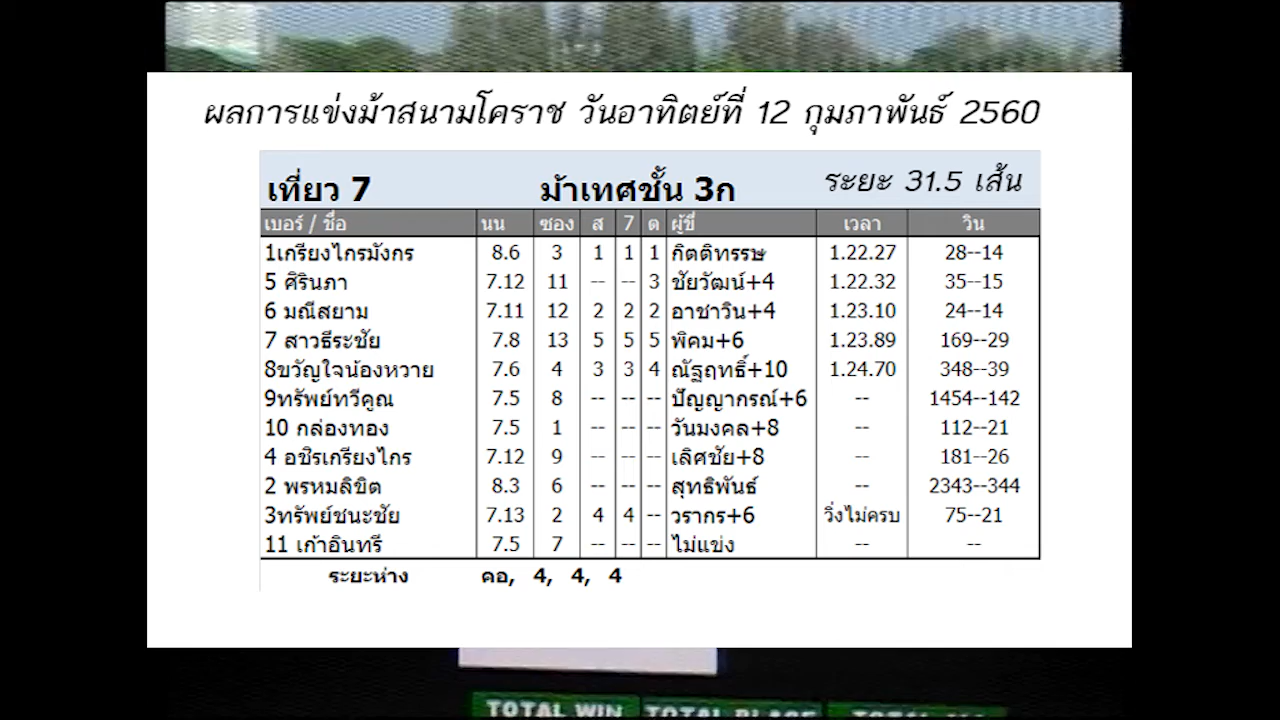 ผลการแข่งม้าสนามโคราช วันอาทิตย์ที่ 12 กุมภาพันธ์ 2560
เที่ยว 7 ม้าเทศชั้น 3ก ระยะ 31.5 เส้น
เบอร์ / ชื่อ นน ซอง ส 7 ด ผู้ขี่ เวลา วิน
1เกรียงไกรมังกร 8.6 3 1 1 1 กิตติทรรษ 1.22.27 28--14
5 ศิรินภา 7.12 11 -- -- 3 ชัยวัฒน์+4 1.22.32 35--15
6 มณีสยาม 7.11 12 2 2 2 อาชาวิน+4 1.23.10 24--14
7 สาวธีระชัย 7.8 13 5 5 5 พิคม+6 1.23.89 169--29
8ขวัญใจน้องหวาย 7.6 4 3 3 4 ณัฐฤทธิ์+10 1.24.70 348--39
9ทรัพย์ทวีคูณ 7.5 8 -- -- -- ปัญญากรณ์+6 -- 1454--142
10 กล่องทอง 7.5 1 -- -- -- วันมงคล+8 -- 112--21
4 อชิรเกรียงไกร 7.12 9 -- -- -- เลิศชัย+8 -- 181--26
2 พรหมลิขิต 8.3 6 -- -- -- สุทธิพันธ์ -- 2343--344
3ทรัพย์ชนะชัย 7.13 2 4 4 -- วรากร+6 วิ่งไม่ครบ 75--21
11 เก้าอินทรี 7.5 7 -- -- -- ไม่แข่ง -- --
ระยะห่าง คอ, 4, 4, 4
TOTAL WIN TOTAL PLACE TOTAL